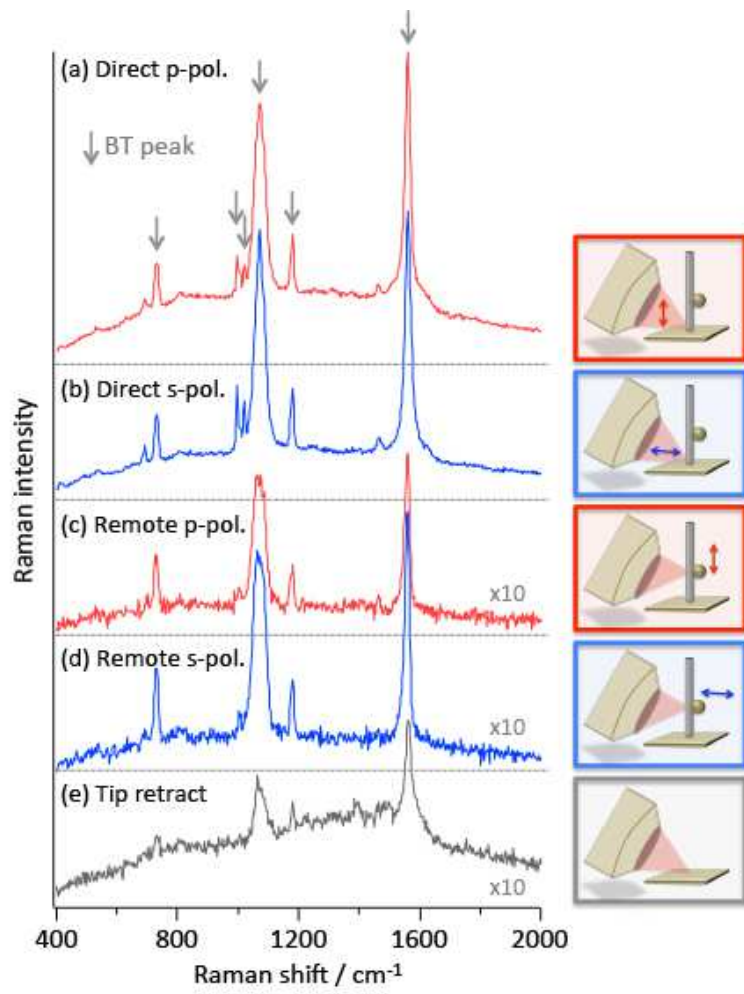 (a) Direct p-pol.
BT peak
(b) Direct s-pol.
(c) Remote p-pol.
x10
(d) Remote s-pol.
x10
(e) Tip retract
x10
Raman intensity
400 800 1200 1600 2000
Raman shift / cm⁻¹